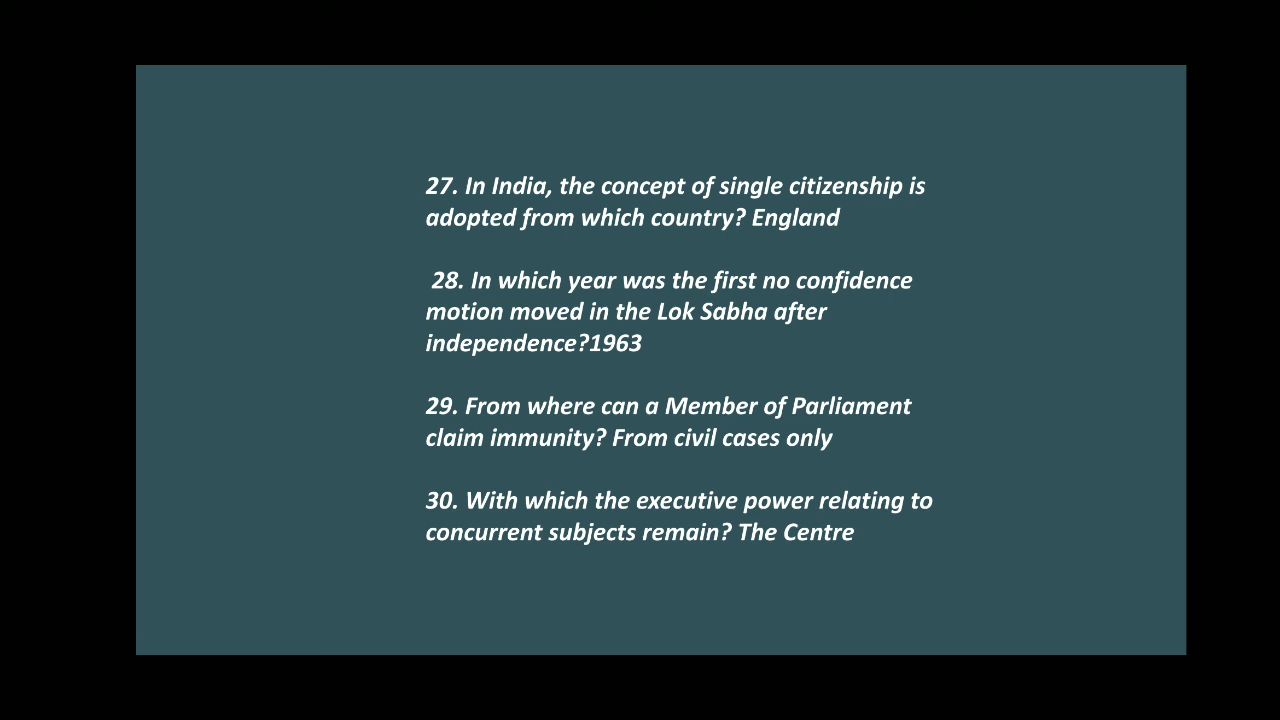 27. In India, the concept of single citizenship is
adopted from which country? England
28. In which year was the first no confidence
motion moved in the Lok Sabha after
independence?1963
29. From where can a Member of Parliament
claim immunity? From civil cases only
30. With which the executive power relating to
concurrent subjects remain? The Centre